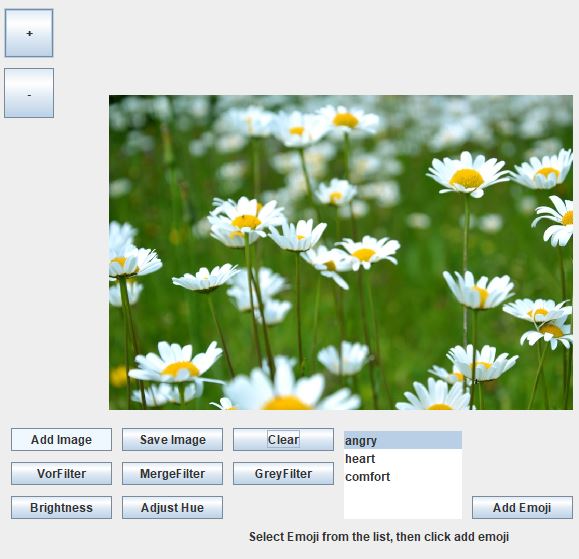 +
-
Add Image
Save Image
Clear
angry
heart
comfort
VorFilter
MergeFilter
GreyFilter
Brightness
Adjust Hue
Add Emoji
Select Emoji from the list, then click add emoji